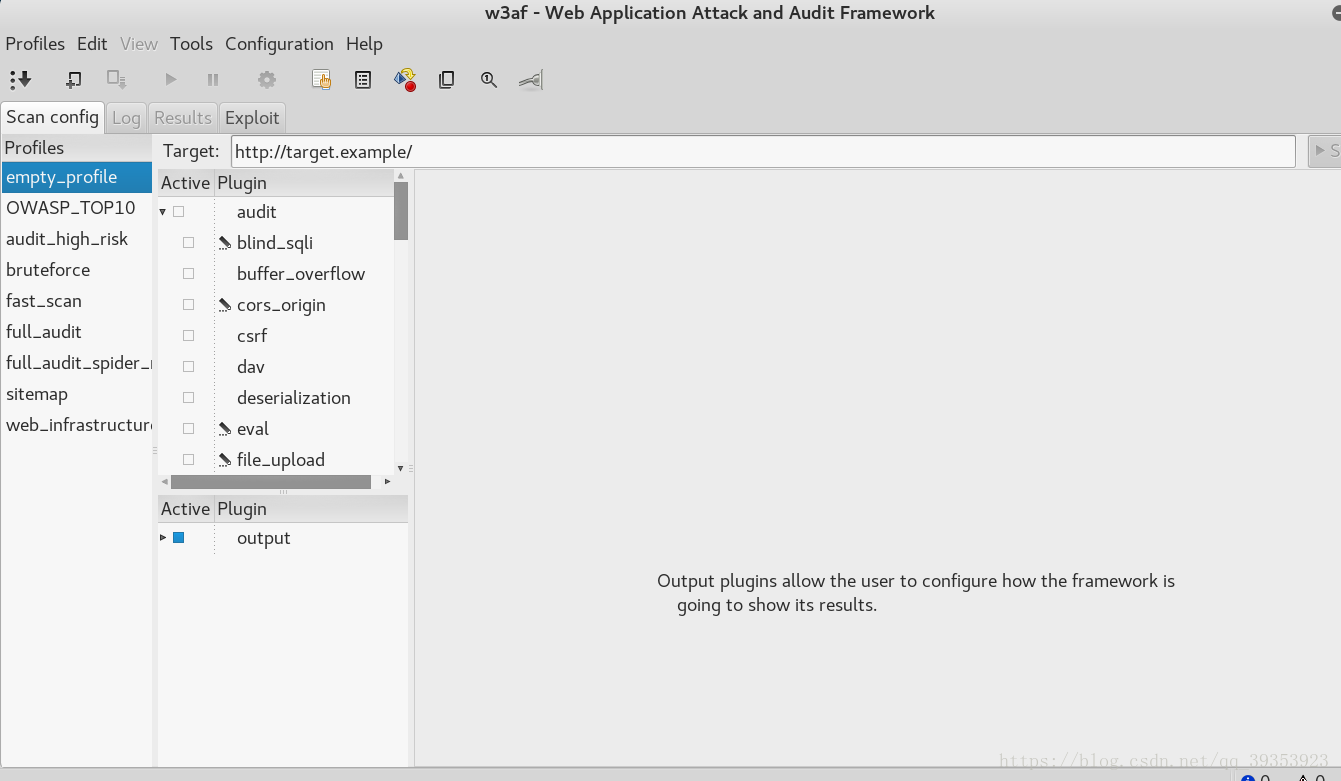 w3af - Web Application Attack and Audit Framework
Profiles Edit View Tools Configuration Help
Scan config Log Results Exploit
Profiles
empty_profile
OWASP_TOP10
audit_high_risk
bruteforce
fast_scan
full_audit
full_audit_spider_
sitemap
web_infrastructure
Target: http://target.example/
S
Active Plugin
audit
blind_sqli
buffer_overflow
cors_origin
csrf
dav
deserialization
eval
file_upload
Active Plugin
output
Output plugins allow the user to configure how the framework is
going to show its results.
https://blog.csdn.net/qq_39353923
0 0